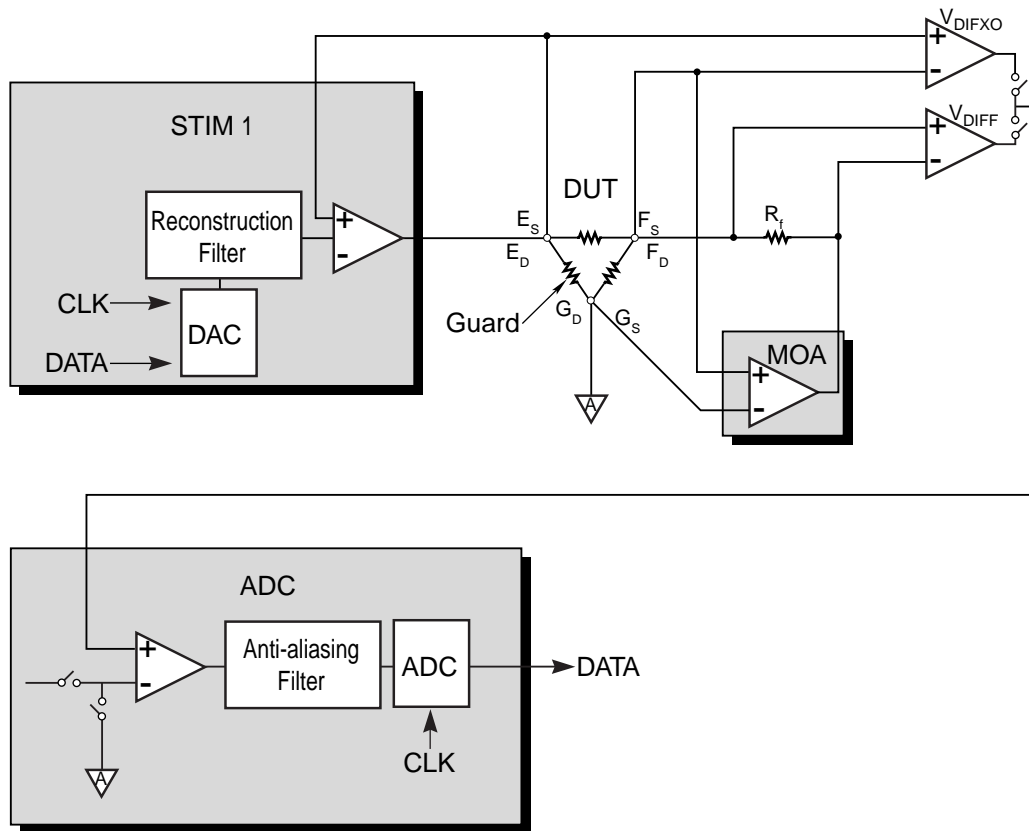 V_DIFXO
+
-
STIM 1
V_DIFF
+
-
DUT
Reconstruction
Filter
+
-
E_S
F_S
R_f
E_D
F_D
CLK
DAC
Guard
G_D
G_S
DATA
MOA
+
-
A
ADC
+
-
Anti-aliasing
Filter
ADC
DATA
CLK
A